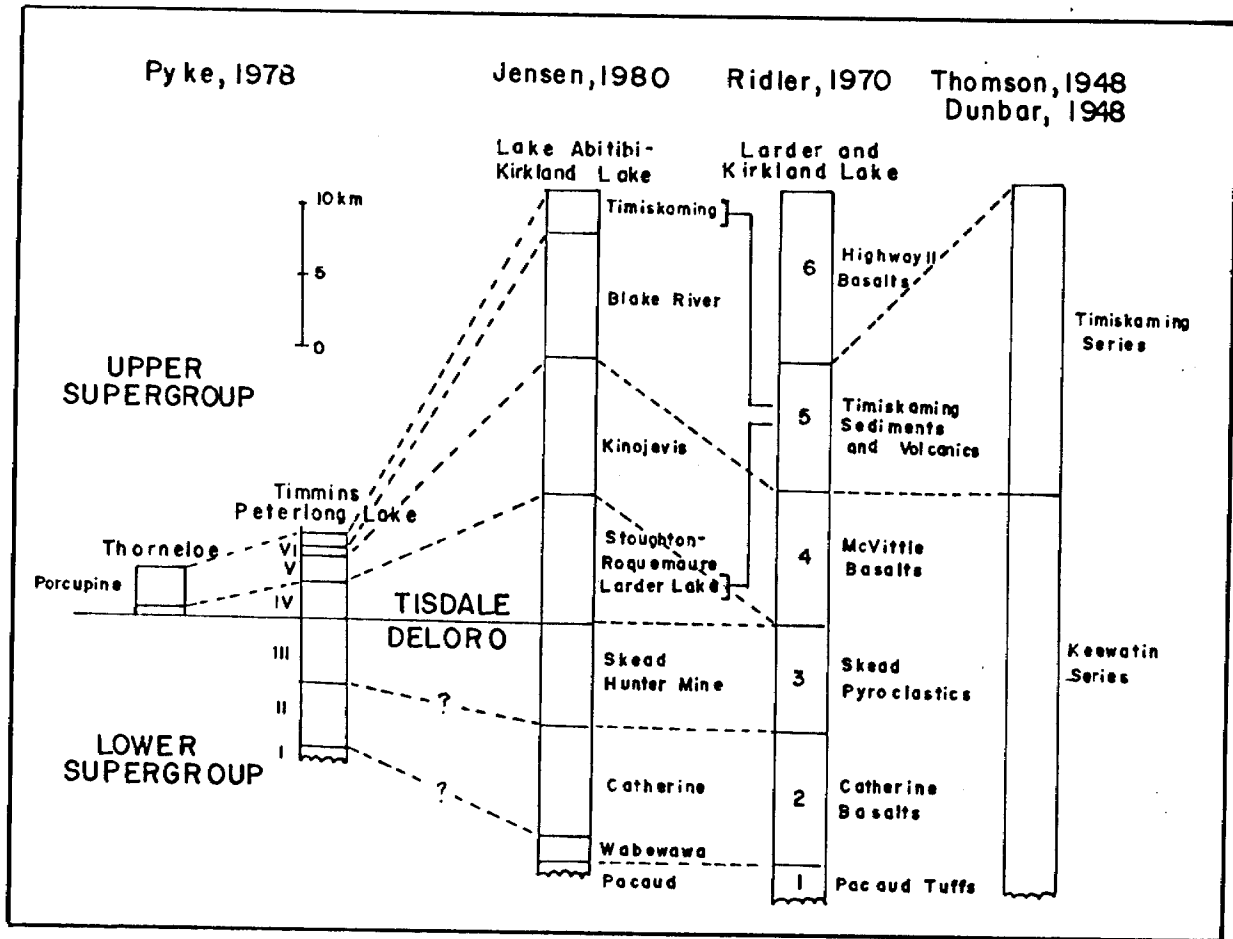 Pyke, 1978
Jensen, 1980
Ridler, 1970
Thomson, 1948
Dunbar, 1948
Lake Abitibi-
Kirkland Lake
Larder and
Kirkland Lake
10 km
5
0
UPPER
SUPERGROUP
Timmins
Peterlong Lake
Thorneloe
Porcupine
VI
V
IV
III
II
I
TISDALE
DELORO
LOWER
SUPERGROUP
?
?
Timiskaming
Blake River
Kinojevis
Stoughton-
Roquemaure
Larder Lake
Skead
Hunter Mine
Catherine
Wabewawa
Pacaud
6
Highway 11
Basalts
5
Timiskaming
Sediments
and Volcanics
4
McVittle
Basalts
3
Skead
Pyroclastics
2
Catherine
Basalts
1
Pacaud Tuffs
Timiskaming
Series
Keewatin
Series